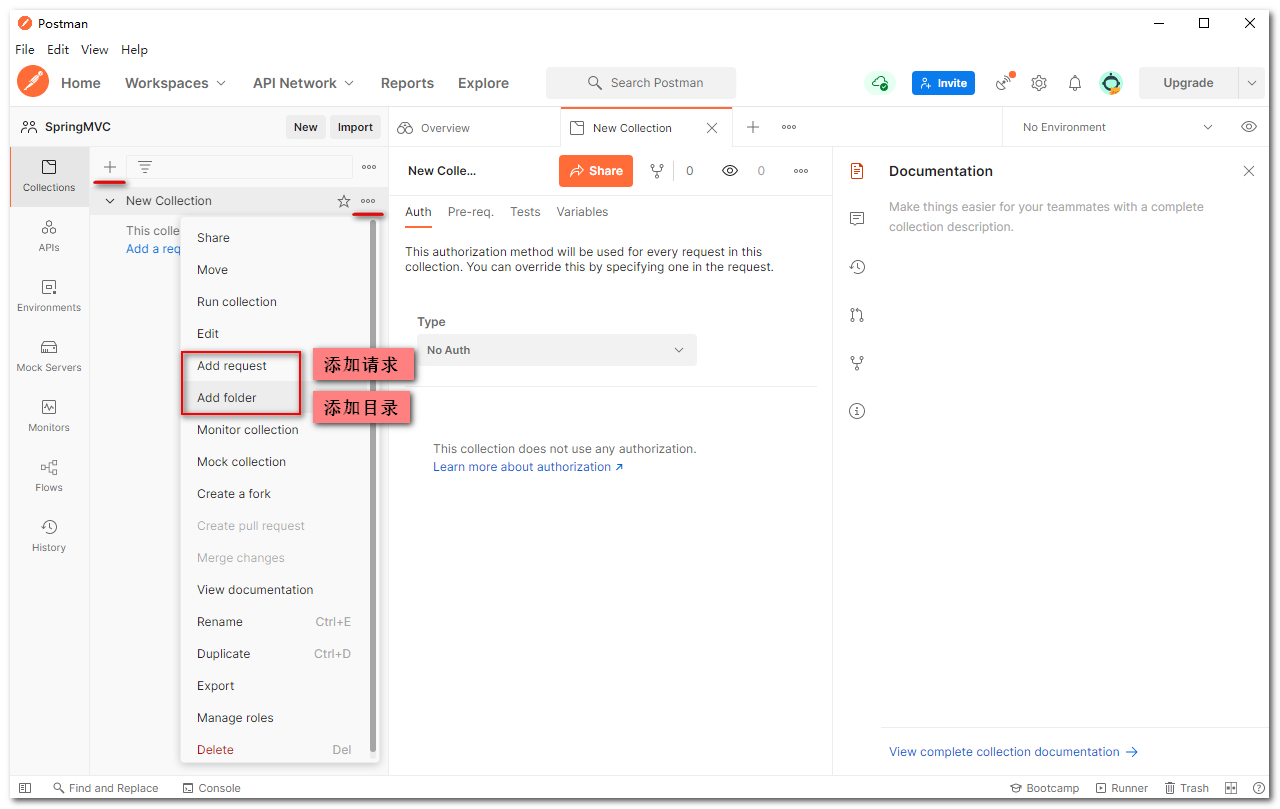 Postman
File Edit View Help
Home Workspaces API Network Reports Explore Search Postman Invite Upgrade
SpringMVC New Import Overview New Collection No Environment
Collections
APIs
Environments
Mock Servers
Monitors
Flows
History
New Collection
This colle
Add a req
Share
Move
Run collection
Edit
Add request
Add folder
Monitor collection
Mock collection
Create a fork
Create pull request
Merge changes
View documentation
Rename Ctrl+E
Duplicate Ctrl+D
Export
Manage roles
Delete Del
添加请求
添加目录
New Colle... Share 0 0
Auth Pre-req. Tests Variables
This authorization method will be used for every request in this
collection. You can override this by specifying one in the request.
Type
No Auth
This collection does not use any authorization.
Learn more about authorization ↗
Documentation
Make things easier for your teammates with a complete
collection description.
View complete collection documentation →
Find and Replace Console Bootcamp Runner Trash